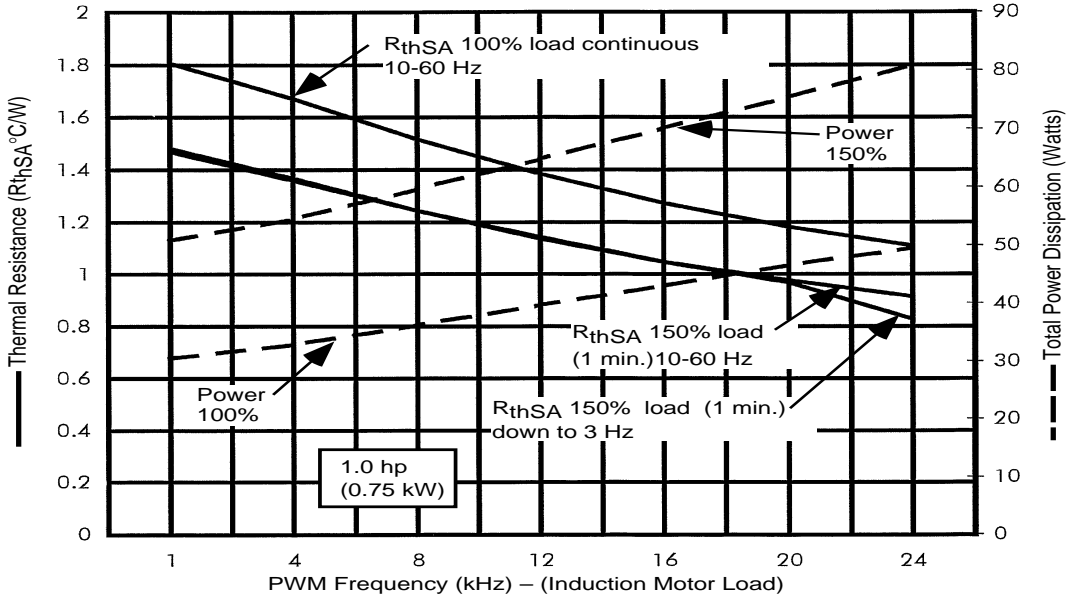 2
1.8
1.6
1.4
1.2
1
0.8
0.6
0.4
0.2
0
Thermal Resistance (RthSA°C/W)
90
80
70
60
50
40
30
20
10
0
Total Power Dissipation (Watts)
RthSA 100% load continuous
10-60 Hz
Power
150%
RthSA 150% load
(1 min.)10-60 Hz
Power
100%
RthSA 150% load (1 min.)
down to 3 Hz
1.0 hp
(0.75 kW)
1 4 8 12 16 20 24
PWM Frequency (kHz) – (Induction Motor Load)